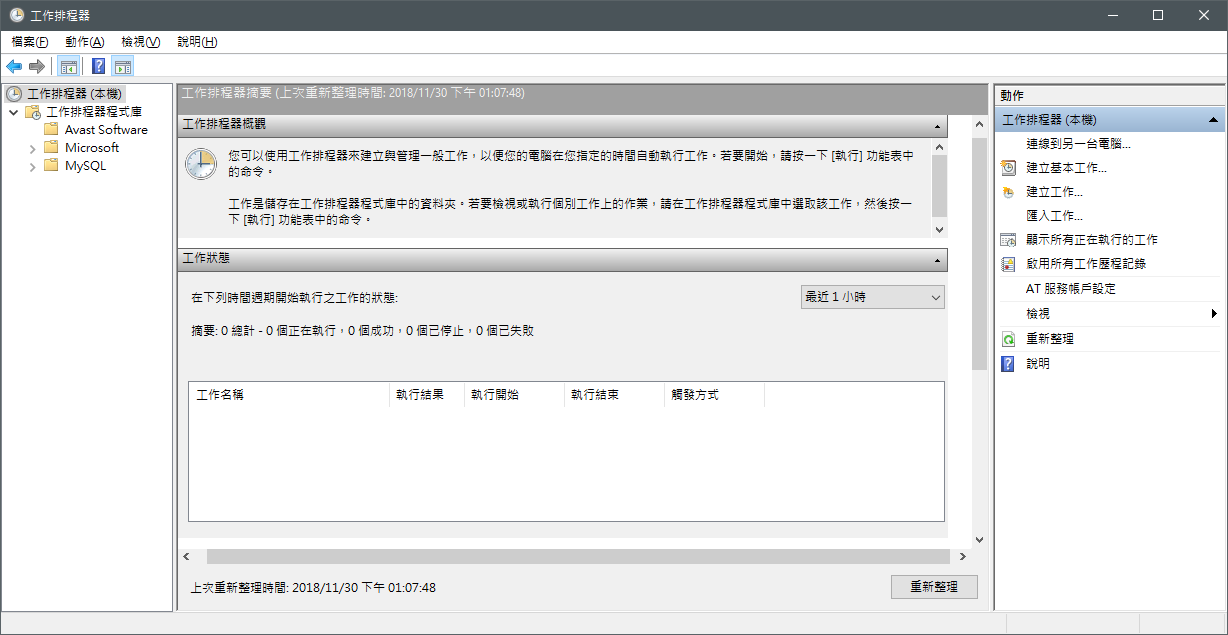 工作排程器
檔案(F) 動作(A) 檢視(V) 說明(H)
工作排程器 (本機)
工作排程器程式庫
Avast Software
Microsoft
MySQL
工作排程器摘要 (上次重新整理時間: 2018/11/30 下午 01:07:48)
工作排程器概觀
您可以使用工作排程器來建立與管理一般工作，以便您的電腦在您指定的時間自動執行工作。若要開始，請按一下 [執行] 功能表中
的命令。
工作是儲存在工作排程器程式庫中的資料夾。若要檢視或執行個別工作上的作業，請在工作排程器程式庫中選取該工作，然後按一
下 [執行] 功能表中的命令。
工作狀態
在下列時間週期開始執行之工作的狀態:
最近 1 小時
摘要: 0 總計 - 0 個正在執行，0 個成功，0 個已停止，0 個已失敗
工作名稱 執行結果 執行開始 執行結束 觸發方式
上次重新整理時間: 2018/11/30 下午 01:07:48
重新整理
動作
工作排程器 (本機)
連線到另一台電腦...
建立基本工作...
建立工作...
匯入工作...
顯示所有正在執行的工作
啟用所有工作歷程記錄
AT 服務帳戶設定
檢視
重新整理
說明